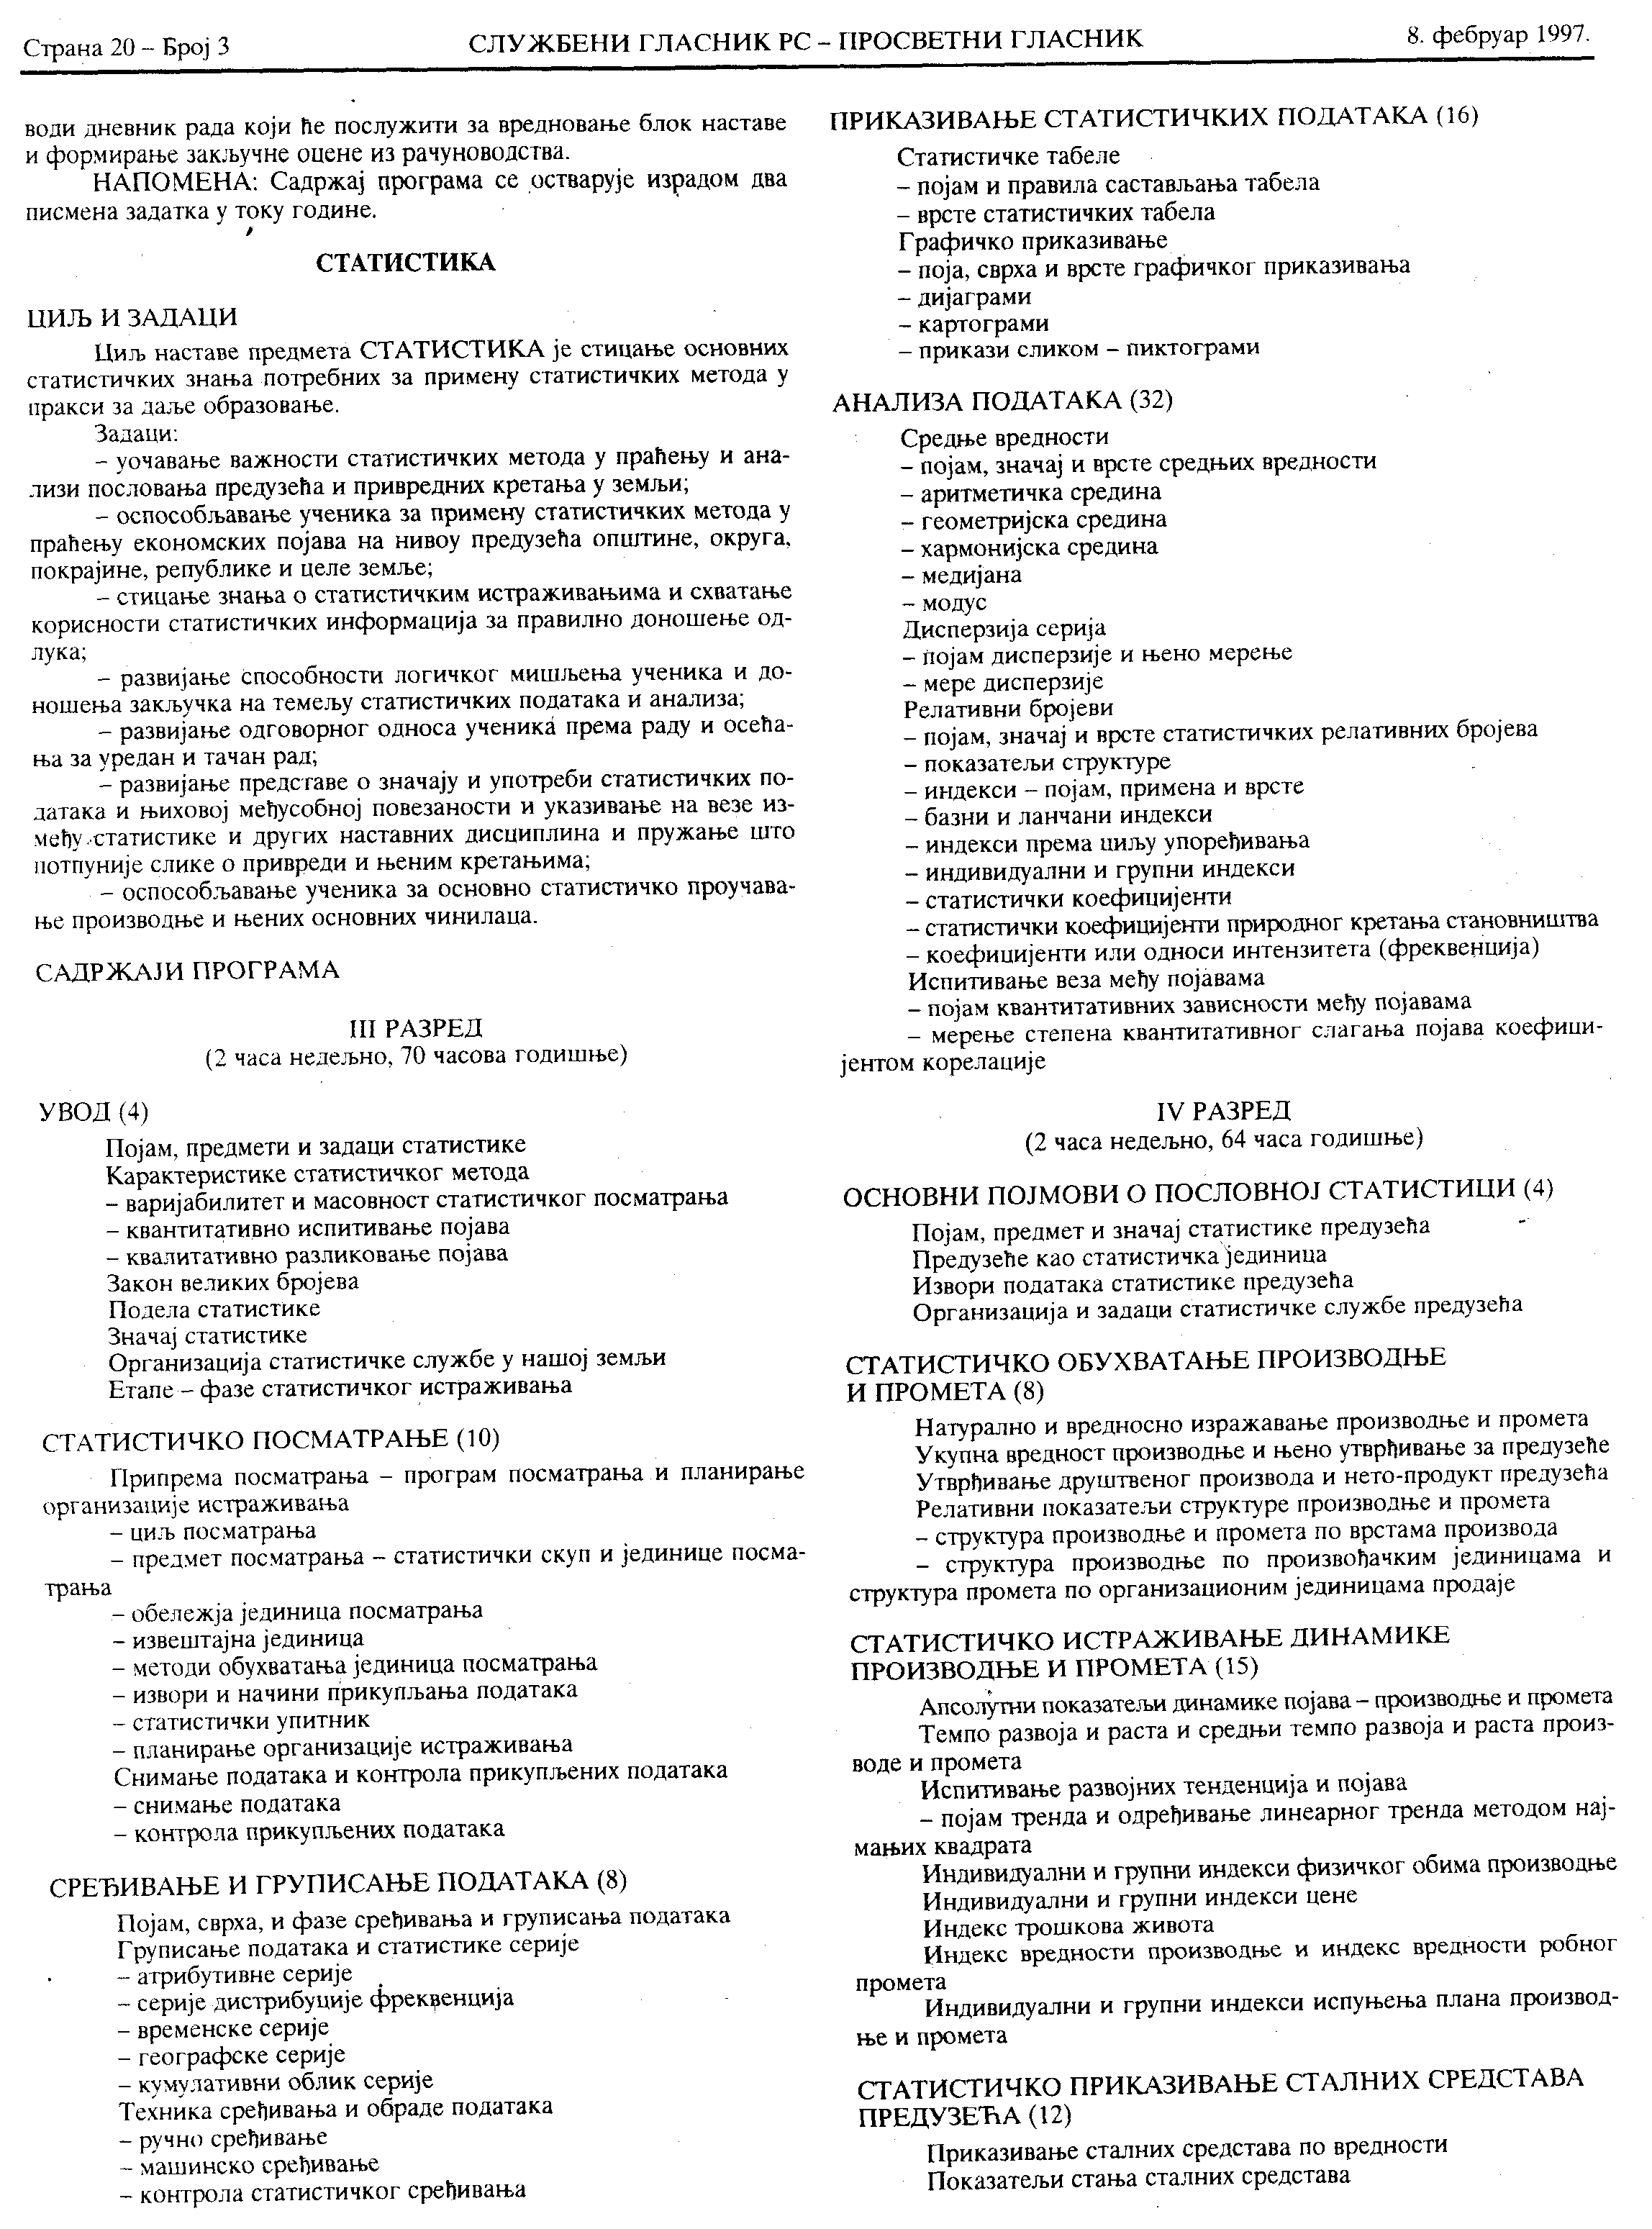 Страна 20 – Број 3
СЛУЖБЕНИ ГЛАСНИК РС – ПРОСВЕТНИ ГЛАСНИК
8. фебруар 1997.
води дневник рада који ће послужити за вредновање блок наставе
и формирање закључне оцене из рачуноводства.
НАПОМЕНА: Садржај програма се остварује израдом два
писмена задатка у току године.
СТАТИСТИКА
ЦИЉ И ЗАДАЦИ
Циљ наставе предмета СТАТИСТИКА је стицање основних
статистичких знања потребних за примену статистичких метода у
пракси за даље образовање.
Задаци:
– уочавање важности статистичких метода у праћењу и ана-
лизи пословања предузећа и привредних кретања у земљи;
– оспособљавање ученика за примену статистичких метода у
праћењу економских појава на нивоу предузећа општине, округа,
покрајине, републике и целе земље;
– стицање знања о статистичким истраживањима и схватање
корисности статистичких информација за правилно доношење од-
лука;
– развијање способности логичког мишљења ученика и до-
ношења закључка на темељу статистичких података и анализа;
– развијање одговорног односа ученика према раду и осећа-
ња за уредан и тачан рад;
– развијање представе о значају и употреби статистичких по-
датака и њиховој међусобној повезаности и указивање на везе из-
међу статистике и других наставних дисциплина и пружање што
потпуније слике о привреди и њеним кретањима;
– оспособљавање ученика за основно статистичко проучава-
ње производње и њених основних чинилаца.
САДРЖАЈИ ПРОГРАМА
III РАЗРЕД
(2 часа недељно, 70 часова годишње)
УВОД (4)
Појам, предмети и задаци статистике
Карактеристике статистичког метода
– варијабилитет и масовност статистичког посматрања
– квантитативно испитивање појава
– квалитативно разликовање појава
Закон великих бројева
Подела статистике
Значај статистике
Организација статистичке службе у нашој земљи
Етапе – фазе статистичког истраживања
СТАТИСТИЧКО ПОСМАТРАЊЕ (10)
Припрема посматрања – програм посматрања и планирање
организације истраживања
– циљ посматрања
– предмет посматрања – статистички скуп и јединице посма-
трања
– обележја јединица посматрања
– извештајна јединица
– методи обухватања јединица посматрања
– извори и начини прикупљања података
– статистички упитник
– планирање организације истраживања
Снимање података и контрола прикупљених података
– снимање података
– контрола прикупљених података
СРЕЂИВАЊЕ И ГРУПИСАЊЕ ПОДАТАКА (8)
Појам, сврха, и фазе сређивања и груписања података
Груписање података и статистике серије
– атрибутивне серије
– серије дистрибуције фреквенција
– временске серије
– географске серије
– кумулативни облик серије
Техника сређивања и обраде података
– ручно сређивање
– машинско сређивање
– контрола статистичког сређивања
ПРИКАЗИВАЊЕ СТАТИСТИЧКИХ ПОДАТАКА (16)
Статистичке табеле
– појам и правила састављања табела
– врсте статистичких табела
Графичко приказивање
– поја, сврха и врсте графичког приказивања
– дијаграми
– картограми
– прикази сликом – пиктограми
АНАЛИЗА ПОДАТАКА (32)
Средње вредности
– појам, значај и врсте средњих вредности
– аритметичка средина
– геометријска средина
– хармонијска средина
– медијана
– модус
Дисперзија серија
– појам дисперзије и њено мерење
– мере дисперзије
Релативни бројеви
– појам, значај и врсте статистичких релативних бројева
– показатељи структуре
– индекси – појам, примена и врсте
– базни и ланчани индекси
– индекси према циљу упоређивања
– индивидуални и групни индекси
– статистички коефицијенти
– статистички коефицијенти природног кретања становништва
– коефицијенти или односи интензитета (фреквенција)
Испитивање веза међу појавама
– појам квантитативних зависности међу појавама
– мерење степена квантитативног слагања појава коефици-
јентом корелације
IV РАЗРЕД
(2 часа недељно, 64 часа годишње)
ОСНОВНИ ПОЈМОВИ О ПОСЛОВНОЈ СТАТИСТИЦИ (4)
Појам, предмет и значај статистике предузећа
Предузеће као статистичка јединица
Извори података статистике предузећа
Организација и задаци статистичке службе предузећа
СТАТИСТИЧКО ОБУХВАТАЊЕ ПРОИЗВОДЊЕ
И ПРОМЕТА (8)
Натурално и вредносно изражавање производње и промета
Укупна вредност производње и њено утврђивање за предузеће
Утврђивање друштвеног производа и нето-продукт предузећа
Релативни показатељи структуре производње и промета
– структура производње и промета по врстама производа
– структура производње по произвођачким јединицама и
структура промета по организационим јединицама продаје
СТАТИСТИЧКО ИСТРАЖИВАЊЕ ДИНАМИКЕ
ПРОИЗВОДЊЕ И ПРОМЕТА (15)
Апсолутни показатељи динамике појава – производње и промета
Темпо развоја и раста и средњи темпо развоја и раста произ-
воде и промета
Испитивање развојних тенденција и појава
– појам тренда и одређивање линеарног тренда методом нај-
мањих квадрата
Индивидуални и групни индекси физичког обима производње
Индивидуални и групни индекси цене
Индекс трошкова живота
Индекс вредности производње и индекс вредности робног
промета
Индивидуални и групни индекси испуњења плана производ-
ње и промета
СТАТИСТИЧКО ПРИКАЗИВАЊЕ СТАЛНИХ СРЕДСТАВА
ПРЕДУЗЕЋА (12)
Приказивање сталних средстава по вредности
Показатељи стања сталних средстава